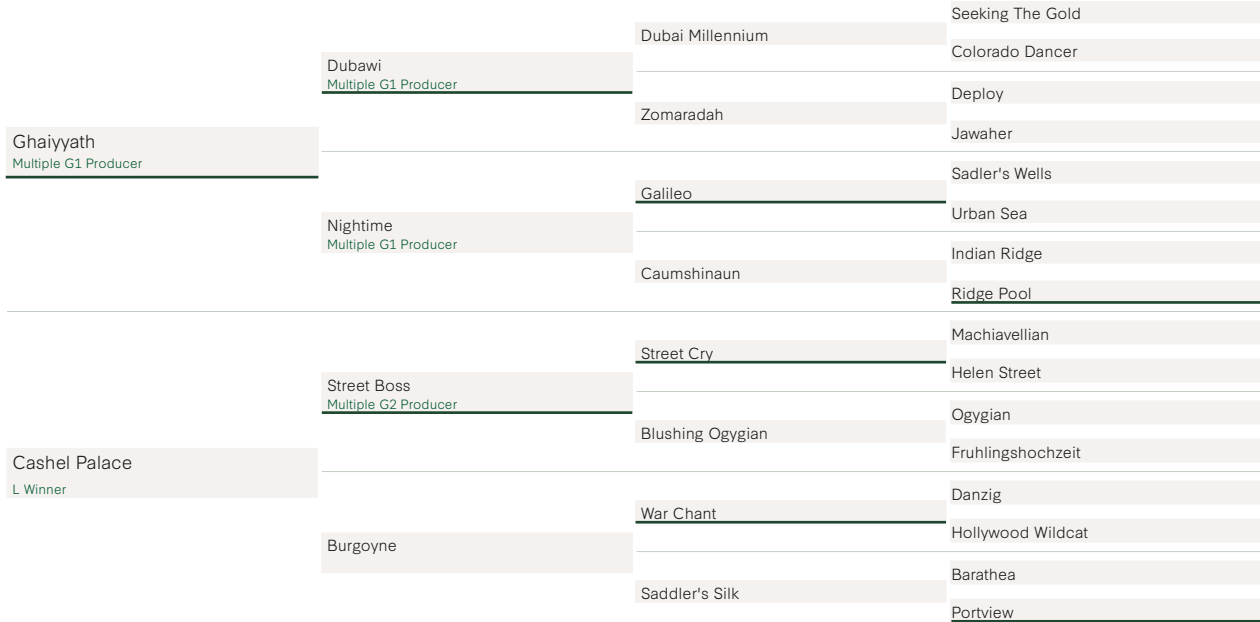 Seeking The Gold
Dubai Millennium
Colorado Dancer
Dubawi
Multiple G1 Producer
Deploy
Zomaradah
Jawaher
Ghaiyyath
Multiple G1 Producer
Sadler's Wells
Galileo
Urban Sea
Nightime
Multiple G1 Producer
Indian Ridge
Caumshinaun
Ridge Pool
Machiavellian
Street Cry
Helen Street
Street Boss
Multiple G2 Producer
Ogygian
Blushing Ogygian
Fruhlingshochzeit
Cashel Palace
L Winner
Danzig
War Chant
Hollywood Wildcat
Burgoyne
Barathea
Saddler's Silk
Portview